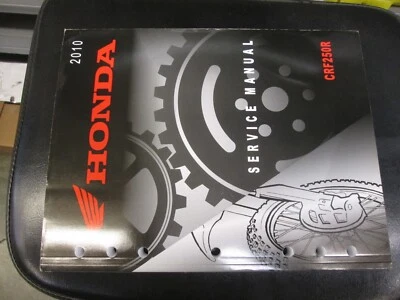 2010
HONDA
SERVICE MANUAL
CRF250R